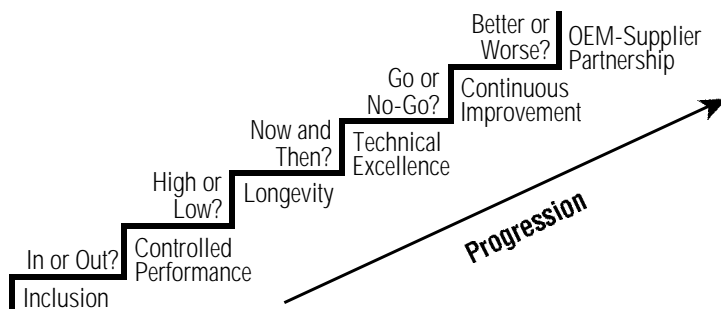 Better or
Worse?
OEM-Supplier
Partnership
Go or
No-Go?
Continuous
Improvement
Now and
Then?
Technical
Excellence
High or
Low?
Longevity
In or Out?
Controlled
Performance
Inclusion
Progression